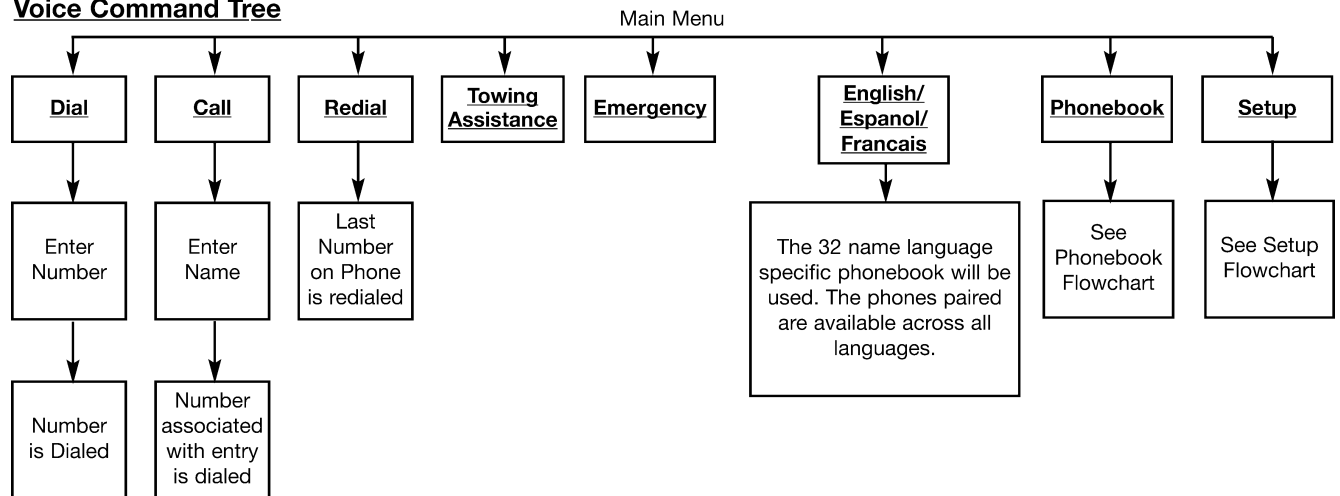 Voice Command Tree
Main Menu
Dial
Call
Redial
Towing
Assistance
Emergency
English/
Espanol/
Francais
Phonebook
Setup
Enter
Number
Enter
Name
Last
Number
on Phone
is redialed
The 32 name language
specific phonebook will be
used. The phones paired
are available across all
languages.
See
Phonebook
Flowchart
See Setup
Flowchart
Number
is Dialed
Number
associated
with entry
is dialed